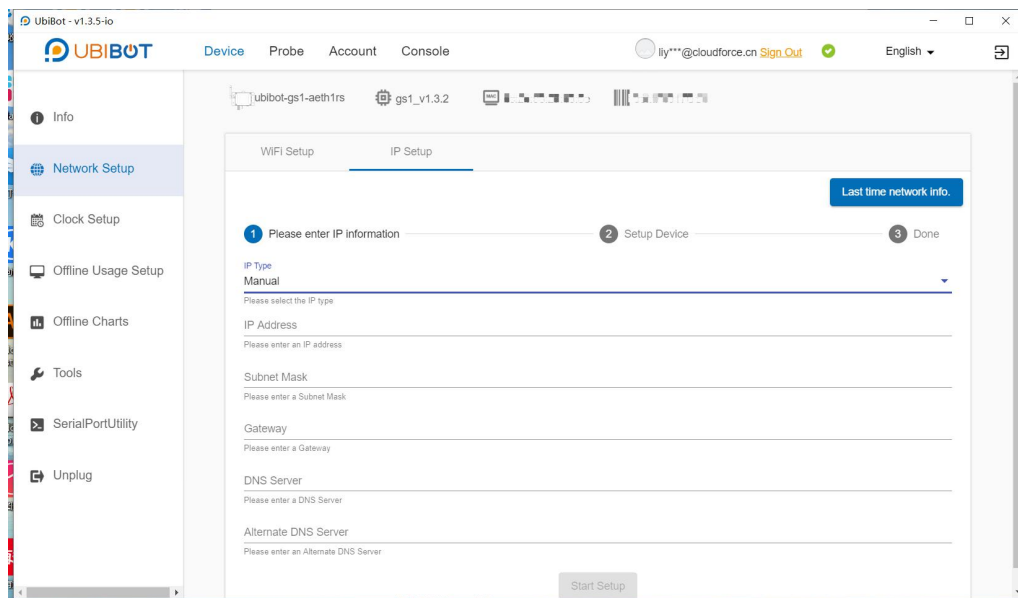 UbiBot - v1.3.5-io
UBIBOT
Device Probe Account Console liy***@cloudforce.cn Sign Out English
ubibot-gs1-aeth1rs gs1_v1.3.2 MAC
Info
Network Setup
Clock Setup
Offline Usage Setup
Offline Charts
Tools
SerialPortUtility
Unplug
WiFi Setup IP Setup
Last time network info.
1 Please enter IP information 2 Setup Device 3 Done
IP Type
Manual
Please select the IP type
IP Address
Please enter an IP address
Subnet Mask
Please enter a Subnet Mask
Gateway
Please enter a Gateway
DNS Server
Please enter a DNS Server
Alternate DNS Server
Please enter an Alternate DNS Server
Start Setup